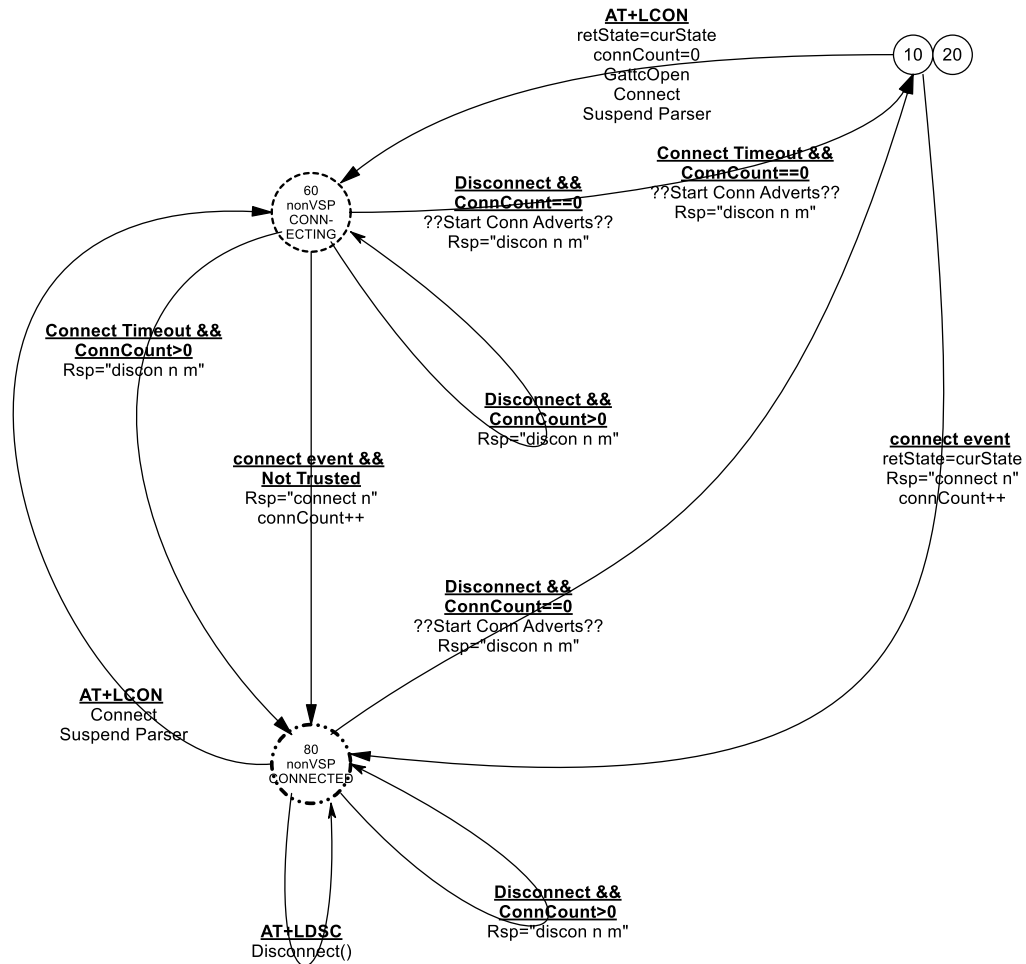 AT+LCON
retState=curState
connCount=0
GattcOpen
Connect
Suspend Parser
10
20
Connect Timeout &&
ConnCount==0
??Start Conn Adverts??
Rsp="discon n m"
Disconnect &&
ConnCount==0
??Start Conn Adverts??
Rsp="discon n m"
60
nonVSP
CONN-
ECTING
Connect Timeout &&
ConnCount>0
Rsp="discon n m"
Disconnect &&
ConnCount>0
Rsp="discon n m"
connect event &&
Not Trusted
Rsp="connect n"
connCount++
connect event
retState=curState
Rsp="connect n"
connCount++
Disconnect &&
ConnCount==0
??Start Conn Adverts??
Rsp="discon n m"
AT+LCON
Connect
Suspend Parser
80
nonVSP
CONNECTED
Disconnect &&
ConnCount>0
Rsp="discon n m"
AT+LDSC
Disconnect()